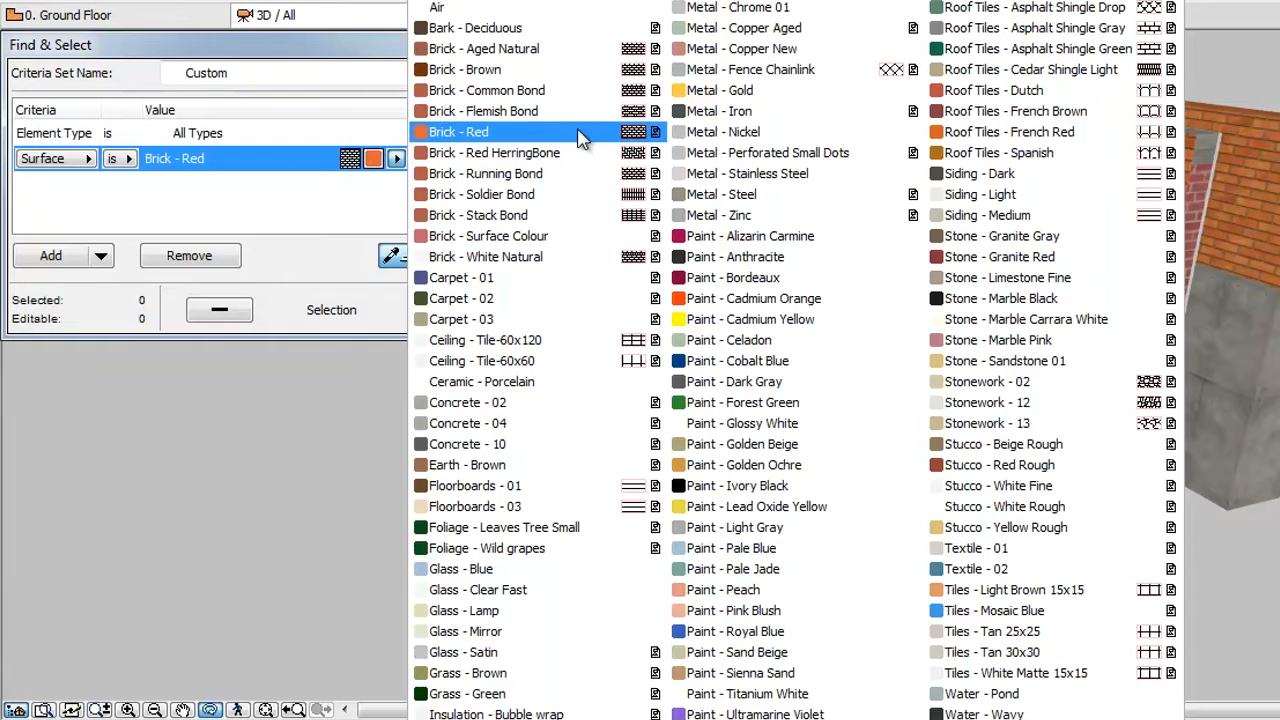 0. Ground Floor
3D / All
Find & Select
Criteria Set Name:
Custom
Criteria
Value
Element Type
is
All Types
Surface
is
Brick - Red
Add
Remove
Selected:
0
Editable:
0
Selection
Air
Bark - Deciduous
Brick - Aged Natural
Brick - Brown
Brick - Common Bond
Brick - Flemish Bond
Brick - Red
Brick - Red HerringBone
Brick - Running Bond
Brick - Soldier Bond
Brick - Stack Bond
Brick - Surface Colour
Brick - White Natural
Carpet - 01
Carpet - 02
Carpet - 03
Ceiling - Tile-60x120
Ceiling - Tile-60x60
Ceramic - Porcelain
Concrete - 02
Concrete - 04
Concrete - 10
Earth - Brown
Floorboards - 01
Floorboards - 03
Foliage - Leaves Tree Small
Foliage - Wild grapes
Glass - Blue
Glass - Clear Fast
Glass - Lamp
Glass - Mirror
Glass - Satin
Grass - Brown
Grass - Green
Insulation - Bubble wrap
Metal - Chrome 01
Metal - Copper Aged
Metal - Copper New
Metal - Fence Chainlink
Metal - Gold
Metal - Iron
Metal - Nickel
Metal - Perforated Small Dots
Metal - Stainless Steel
Metal - Steel
Metal - Zinc
Paint - Alizarin Carmine
Paint - Anthracite
Paint - Bordeaux
Paint - Cadmium Orange
Paint - Cadmium Yellow
Paint - Celadon
Paint - Cobalt Blue
Paint - Dark Gray
Paint - Forest Green
Paint - Glossy White
Paint - Golden Beige
Paint - Golden Ochre
Paint - Ivory Black
Paint - Lead Oxide Yellow
Paint - Light Gray
Paint - Pale Blue
Paint - Pale Jade
Paint - Peach
Paint - Pink Blush
Paint - Royal Blue
Paint - Sand Beige
Paint - Sienna Sand
Paint - Titanium White
Paint - Ultramarine Violet
Roof Tiles - Asphalt Shingle Drop
Roof Tiles - Asphalt Shingle Gray
Roof Tiles - Asphalt Shingle Green
Roof Tiles - Cedar Shingle Light
Roof Tiles - Dutch
Roof Tiles - French Brown
Roof Tiles - French Red
Roof Tiles - Spanish
Siding - Dark
Siding - Light
Siding - Medium
Stone - Granite Gray
Stone - Granite Red
Stone - Limestone Fine
Stone - Marble Black
Stone - Marble Carrara White
Stone - Marble Pink
Stone - Sandstone 01
Stonework - 02
Stonework - 12
Stonework - 13
Stucco - Beige Rough
Stucco - Red Rough
Stucco - White Fine
Stucco - White Rough
Stucco - Yellow Rough
Textile - 01
Textile - 02
Tiles - Light Brown 15x15
Tiles - Mosaic Blue
Tiles - Tan 25x25
Tiles - Tan 30x30
Tiles - White Matte 15x15
Water - Pond
Water - Wavy